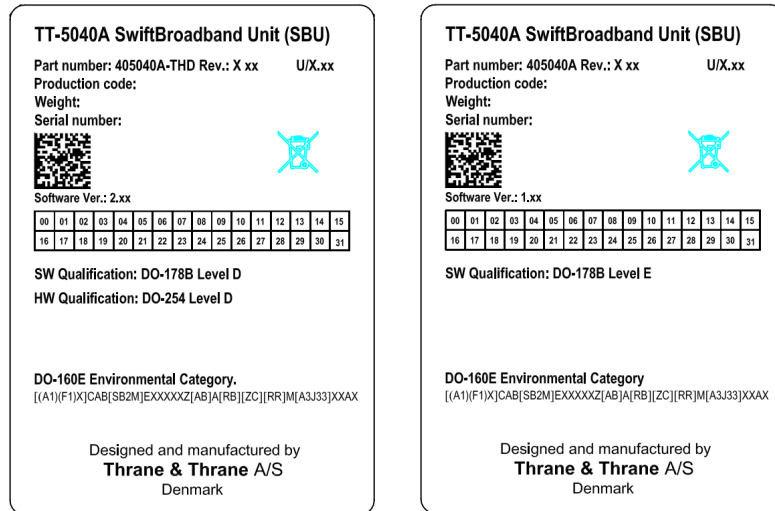 TT-5040A SwiftBroadband Unit (SBU)
Part number: 405040A-THD Rev.: X xx U/X.xx
Production code:
Weight:
Serial number:
Software Ver.: 2.xx
00 01 02 03 04 05 06 07 08 09 10 11 12 13 14 15
16 17 18 19 20 21 22 23 24 25 26 27 28 29 30 31
SW Qualification: DO-178B Level D
HW Qualification: DO-254 Level D
DO-160E Environmental Category.
[(A1)(F1)X]CAB[SB2M]EXXXXXZ[AB]A[RB][ZC][RR]M[A3J33]XXAX
Designed and manufactured by
Thrane & Thrane A/S
Denmark
TT-5040A SwiftBroadband Unit (SBU)
Part number: 405040A Rev.: X xx U/X.xx
Production code:
Weight:
Serial number:
Software Ver.: 1.xx
00 01 02 03 04 05 06 07 08 09 10 11 12 13 14 15
16 17 18 19 20 21 22 23 24 25 26 27 28 29 30 31
SW Qualification: DO-178B Level E
DO-160E Environmental Category
[(A1)(F1)X]CAB[SB2M]EXXXXXZ[AB]A[RB][ZC][RR]M[A3J33]XXAX
Designed and manufactured by
Thrane & Thrane A/S
Denmark